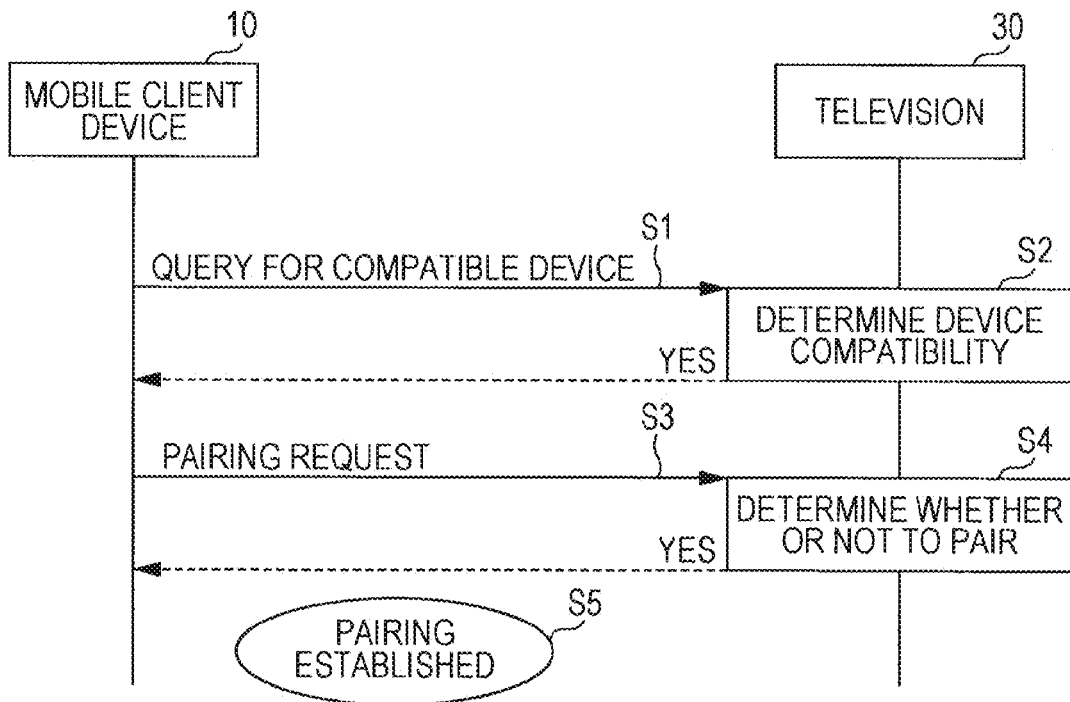 10
30
MOBILE CLIENT
DEVICE
TELEVISION
S1
QUERY FOR COMPATIBLE DEVICE
S2
DETERMINE DEVICE
COMPATIBILITY
YES
S3
PAIRING REQUEST
S4
DETERMINE WHETHER
OR NOT TO PAIR
YES
S5
PAIRING
ESTABLISHED